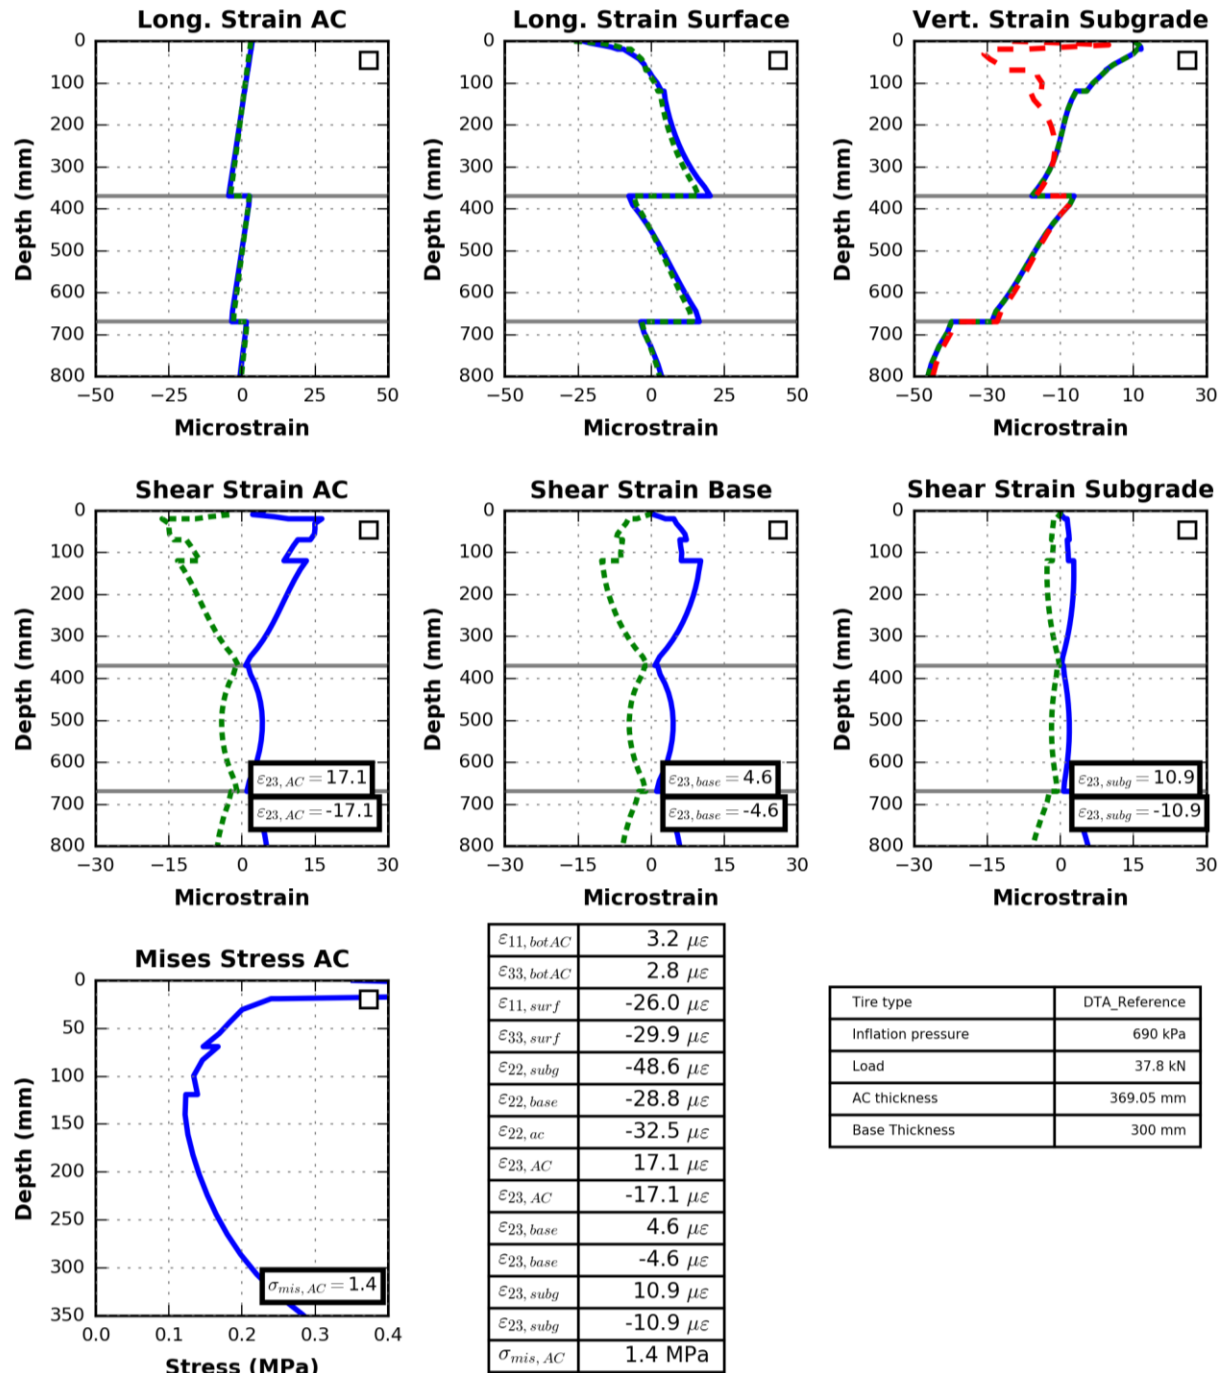 Long. Strain AC
Long. Strain Surface
Vert. Strain Subgrade
0
100
200
300
400
500
600
700
800
Depth (mm)
−50 −25 0 25 50
Microstrain
0
100
200
300
400
500
600
700
800
Depth (mm)
−50 −25 0 25 50
Microstrain
0
100
200
300
400
500
600
700
800
Depth (mm)
−50 −30 −10 10 30
Microstrain
Shear Strain AC
Shear Strain Base
Shear Strain Subgrade
0
100
200
300
400
500
600
700
800
Depth (mm)
ε23, AC = 17.1
ε23, AC = -17.1
−30 −15 0 15 30
Microstrain
0
100
200
300
400
500
600
700
800
Depth (mm)
ε23, base = 4.6
ε23, base = -4.6
−30 −15 0 15 30
Microstrain
0
100
200
300
400
500
600
700
800
Depth (mm)
ε23, subg = 10.9
ε23, subg = -10.9
−30 −15 0 15 30
Microstrain
Mises Stress AC
0
50
100
150
200
250
300
350
Depth (mm)
σmis, AC = 1.4
0.0 0.1 0.2 0.3 0.4
Stress (MPa)
ε11, botAC 3.2 με
ε33, botAC 2.8 με
ε11, surf -26.0 με
ε33, surf -29.9 με
ε22, subg -48.6 με
ε22, base -28.8 με
ε22, ac -32.5 με
ε23, AC 17.1 με
ε23, AC -17.1 με
ε23, base 4.6 με
ε23, base -4.6 με
ε23, subg 10.9 με
ε23, subg -10.9 με
σmis, AC 1.4 MPa
Tire type DTA_Reference
Inflation pressure 690 kPa
Load 37.8 kN
AC thickness 369.05 mm
Base Thickness 300 mm